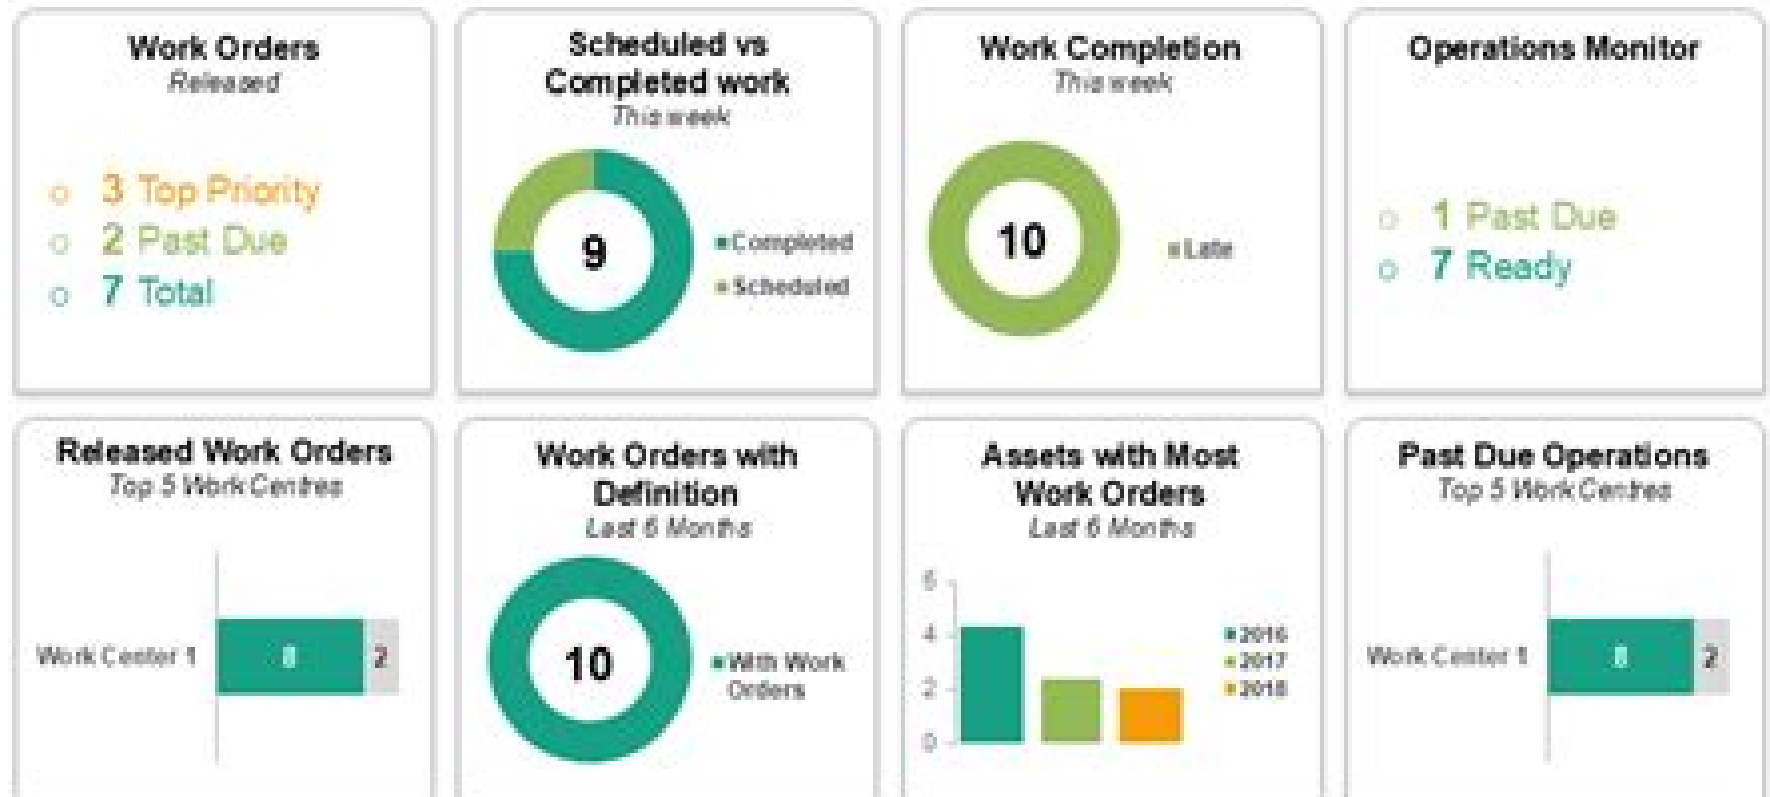 Work Orders
Released
3 Top Priority
2 Past Due
7 Total
Scheduled vs
Completed work
This week
9
Completed
Scheduled
Work Completion
This week
10
Late
Operations Monitor
1 Past Due
7 Ready
Released Work Orders
Top 5 Work Centres
Work Center 1
8
2
Work Orders with
Definition
Last 6 Months
10
With Work
Orders
Assets with Most
Work Orders
Last 6 Months
6
4
2
0
2016
2017
2018
Past Due Operations
Top 5 Work Centres
Work Center 1
8
2